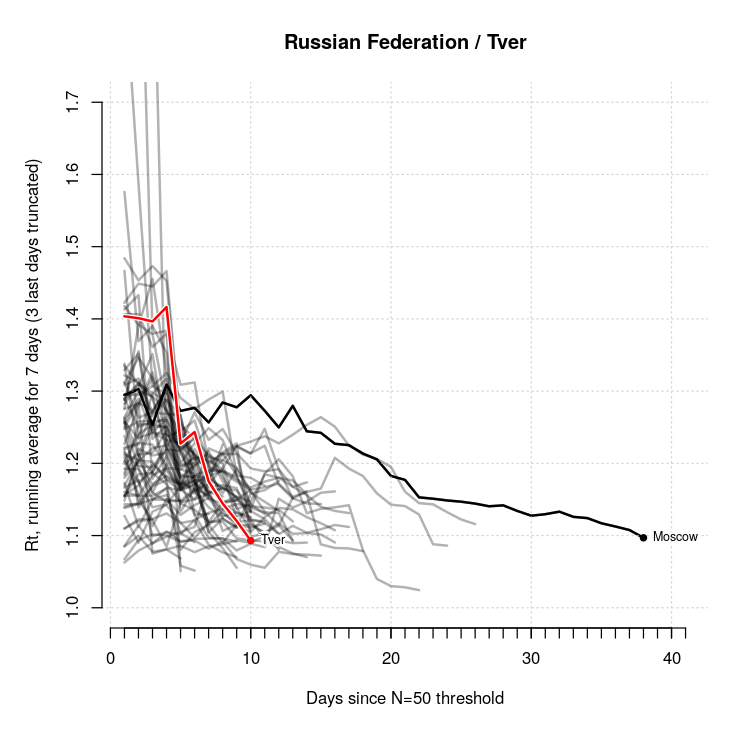 Russian Federation / Tver
Rt, running average for 7 days (3 last days truncated)
1.7
1.6
1.5
1.4
1.3
1.2
1.1
1.0
Tver
Moscow
0 10 20 30 40
Days since N=50 threshold